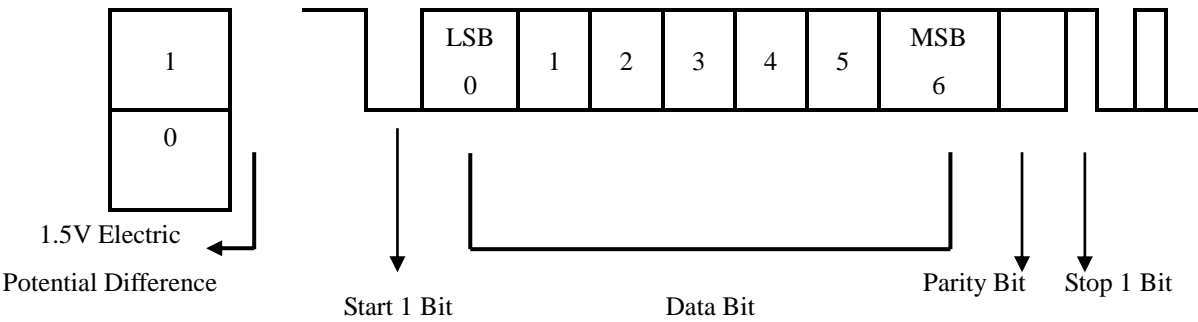 1
0
1.5V Electric
Potential Difference
LSB
0
1
2
3
4
5
MSB
6
Start 1 Bit
Data Bit
Parity Bit
Stop 1 Bit